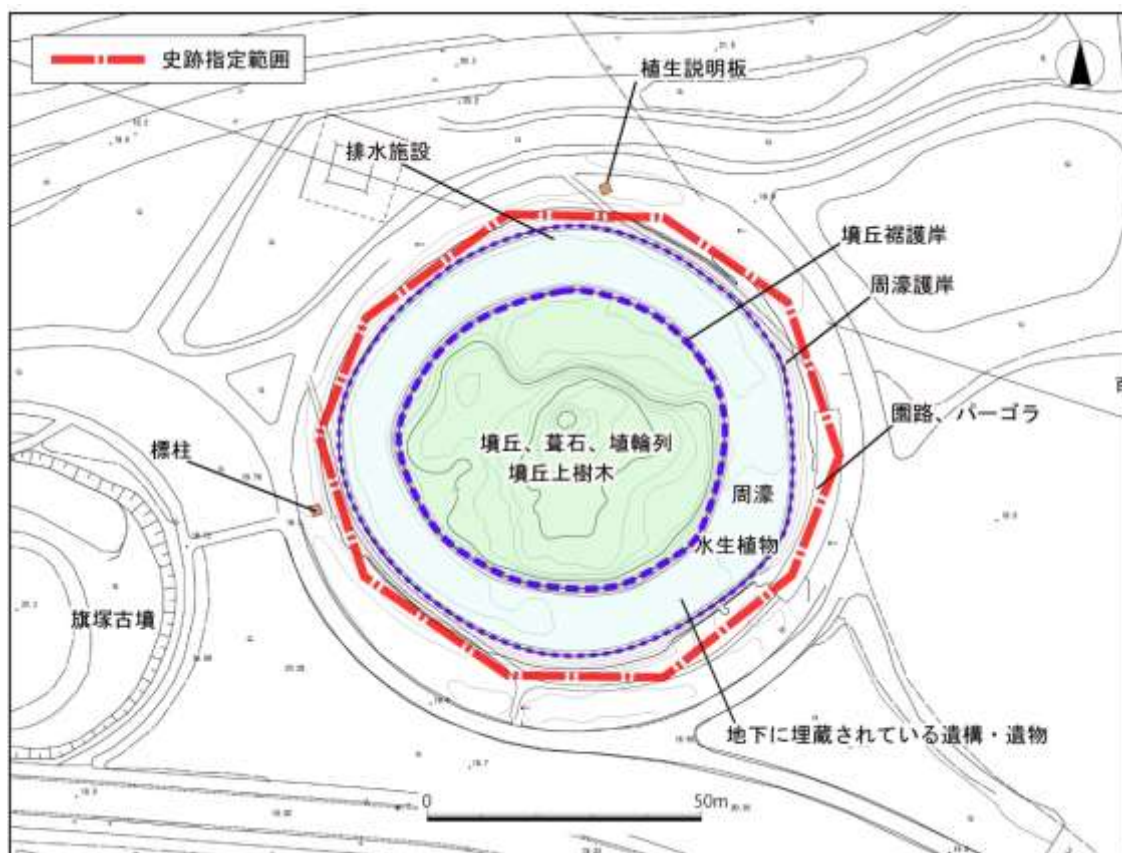 史跡指定範囲
植生説明板
排水施設
墳丘裾護岸
周濠護岸
園路、パーゴラ
標柱
墳丘、葺石、埴輪列
墳丘上樹木
周濠
水生植物
旗塚古墳
地下に埋蔵されている遺構・遺物
0
50m